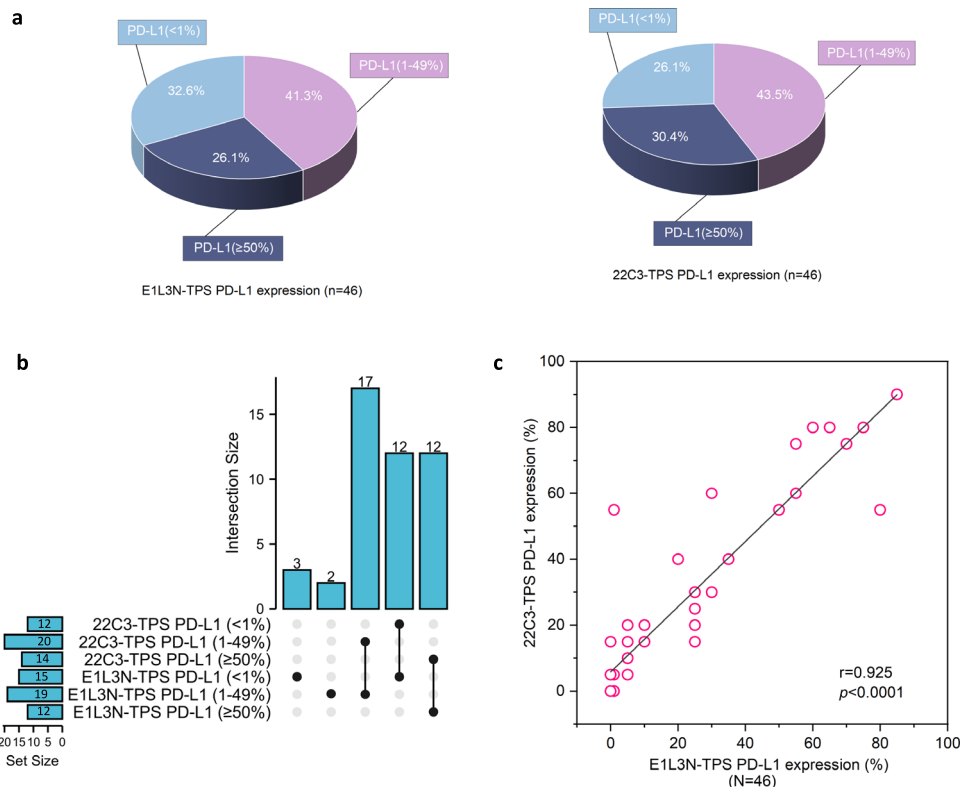 a
PD-L1(<1%)
PD-L1(1-49%)
32.6%
41.3%
26.1%
PD-L1(≥50%)
E1L3N-TPS PD-L1 expression (n=46)
PD-L1(<1%)
PD-L1(1-49%)
26.1%
43.5%
30.4%
PD-L1(≥50%)
22C3-TPS PD-L1 expression (n=46)
b
Intersection Size
15
10
5
0
3
2
17
12
12
12 22C3-TPS PD-L1 (<1%)
20 22C3-TPS PD-L1 (1-49%)
14 22C3-TPS PD-L1 (≥50%)
15 E1L3N-TPS PD-L1 (<1%)
19 E1L3N-TPS PD-L1 (1-49%)
12 E1L3N-TPS PD-L1 (≥50%)
20 15 10 5 0
Set Size
c
22C3-TPS PD-L1 expression (%)
100
80
60
40
20
0
r=0.925
p<0.0001
0 20 40 60 80 100
E1L3N-TPS PD-L1 expression (%)
(N=46)